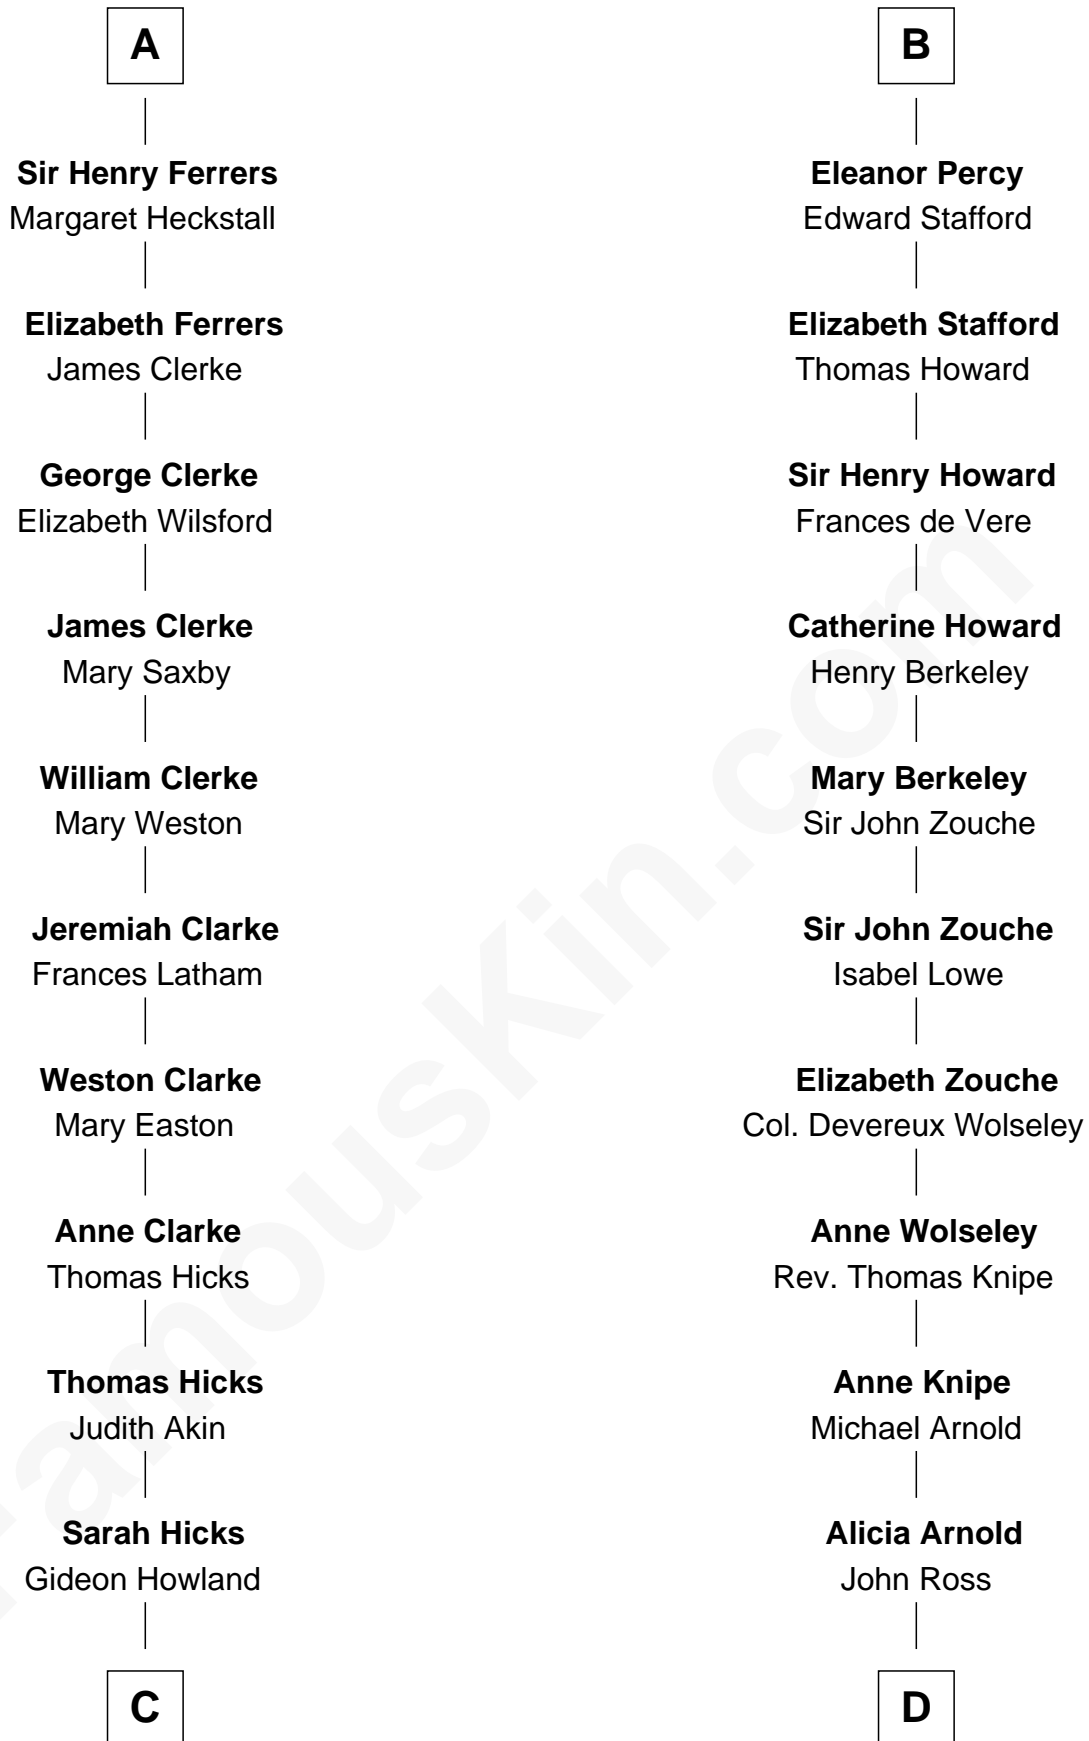 A
Sir Henry Ferrers
Margaret Heckstall
Elizabeth Ferrers
James Clerke
George Clerke
Elizabeth Wilsford
James Clerke
Mary Saxby
William Clerke
Mary Weston
Jeremiah Clarke
Frances Latham
Weston Clarke
Mary Easton
Anne Clarke
Thomas Hicks
Thomas Hicks
Judith Akin
Sarah Hicks
Gideon Howland
C
B
Eleanor Percy
Edward Stafford
Elizabeth Stafford
Thomas Howard
Sir Henry Howard
Frances de Vere
Catherine Howard
Henry Berkeley
Mary Berkeley
Sir John Zouche
Sir John Zouche
Isabel Lowe
Elizabeth Zouche
Col. Devereux Wolseley
Anne Wolseley
Rev. Thomas Knipe
Anne Knipe
Michael Arnold
Alicia Arnold
John Ross
D
FamousKin.com